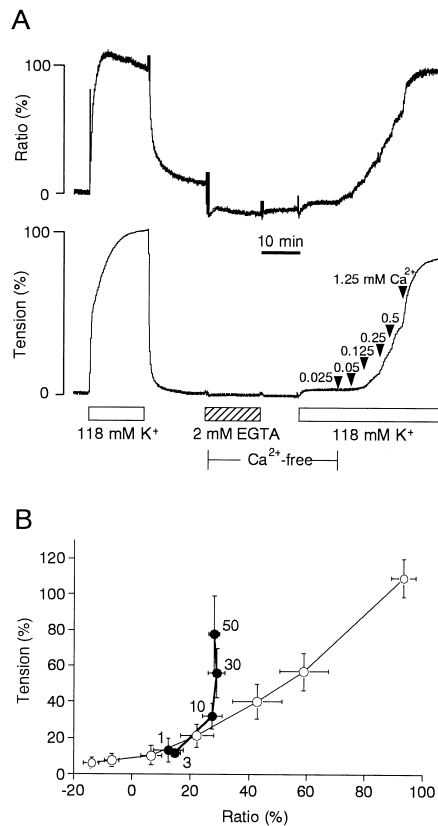 A
100
Ratio (%)
0
100
10 min
1.25 mM Ca2+
Tension (%)
0.5
0.25
0.125
0.05
0.025
0
118 mM K+
2 mM EGTA
118 mM K+
Ca2+-free
B
120
100
Tension (%)
80
50
60
30
40
10
20
1
3
0
-20
0
20
40
60
80
100
Ratio (%)